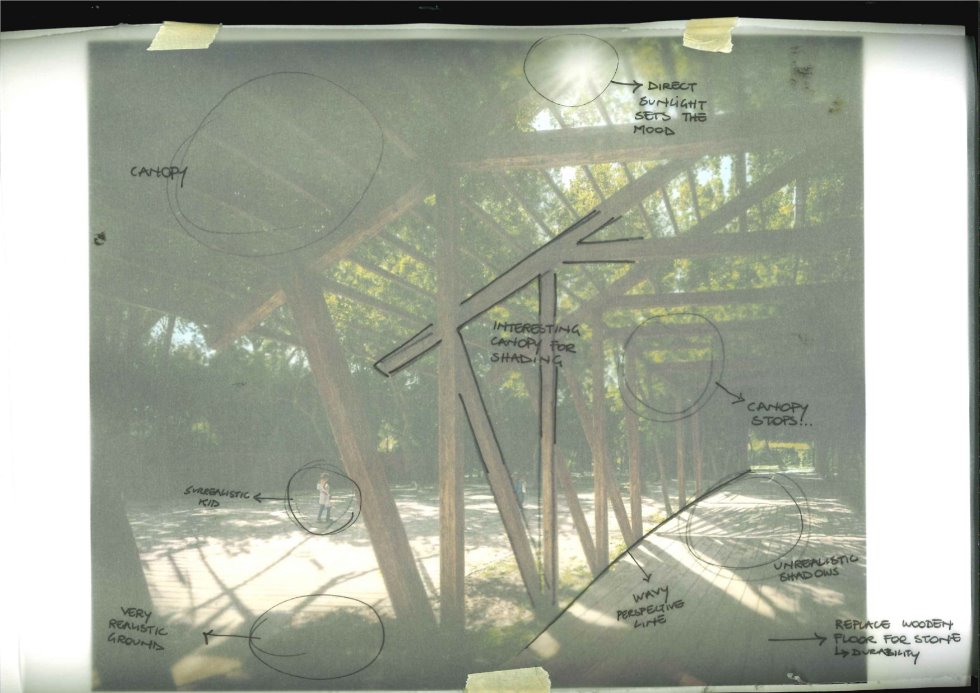 DIRECT
SUNLIGHT
SETS THE
MOOD
CANOPY
INTERESTING
CANOPY FOR
SHADING
CANOPY
STOPS!..
SURREALISTIC
KID
UNREALISTIC
SHADOWS
WAVY
PERSPECTIVE
LINE
VERY
REALISTIC
GROUND
REPLACE WOODEN
FLOOR FOR STONE
↳ DURABILITY